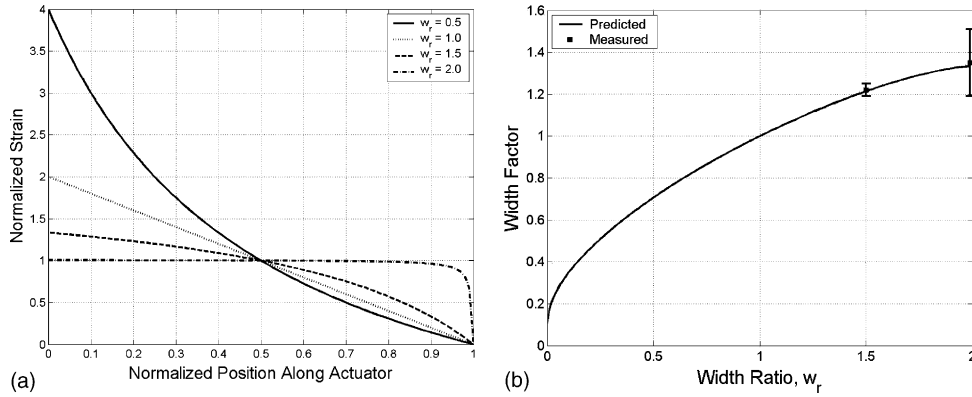 4
3.5
3
2.5
2
1.5
1
0.5
0
0 0.1 0.2 0.3 0.4 0.5 0.6 0.7 0.8 0.9 1
Normalized Strain
Normalized Position Along Actuator
w_r = 0.5
w_r = 1.0
w_r = 1.5
w_r = 2.0
(a)
1.6
1.4
1.2
1
0.8
0.6
0.4
0.2
0
0 0.5 1 1.5 2
Width Factor
Width Ratio, w_r
Predicted
Measured
(b)